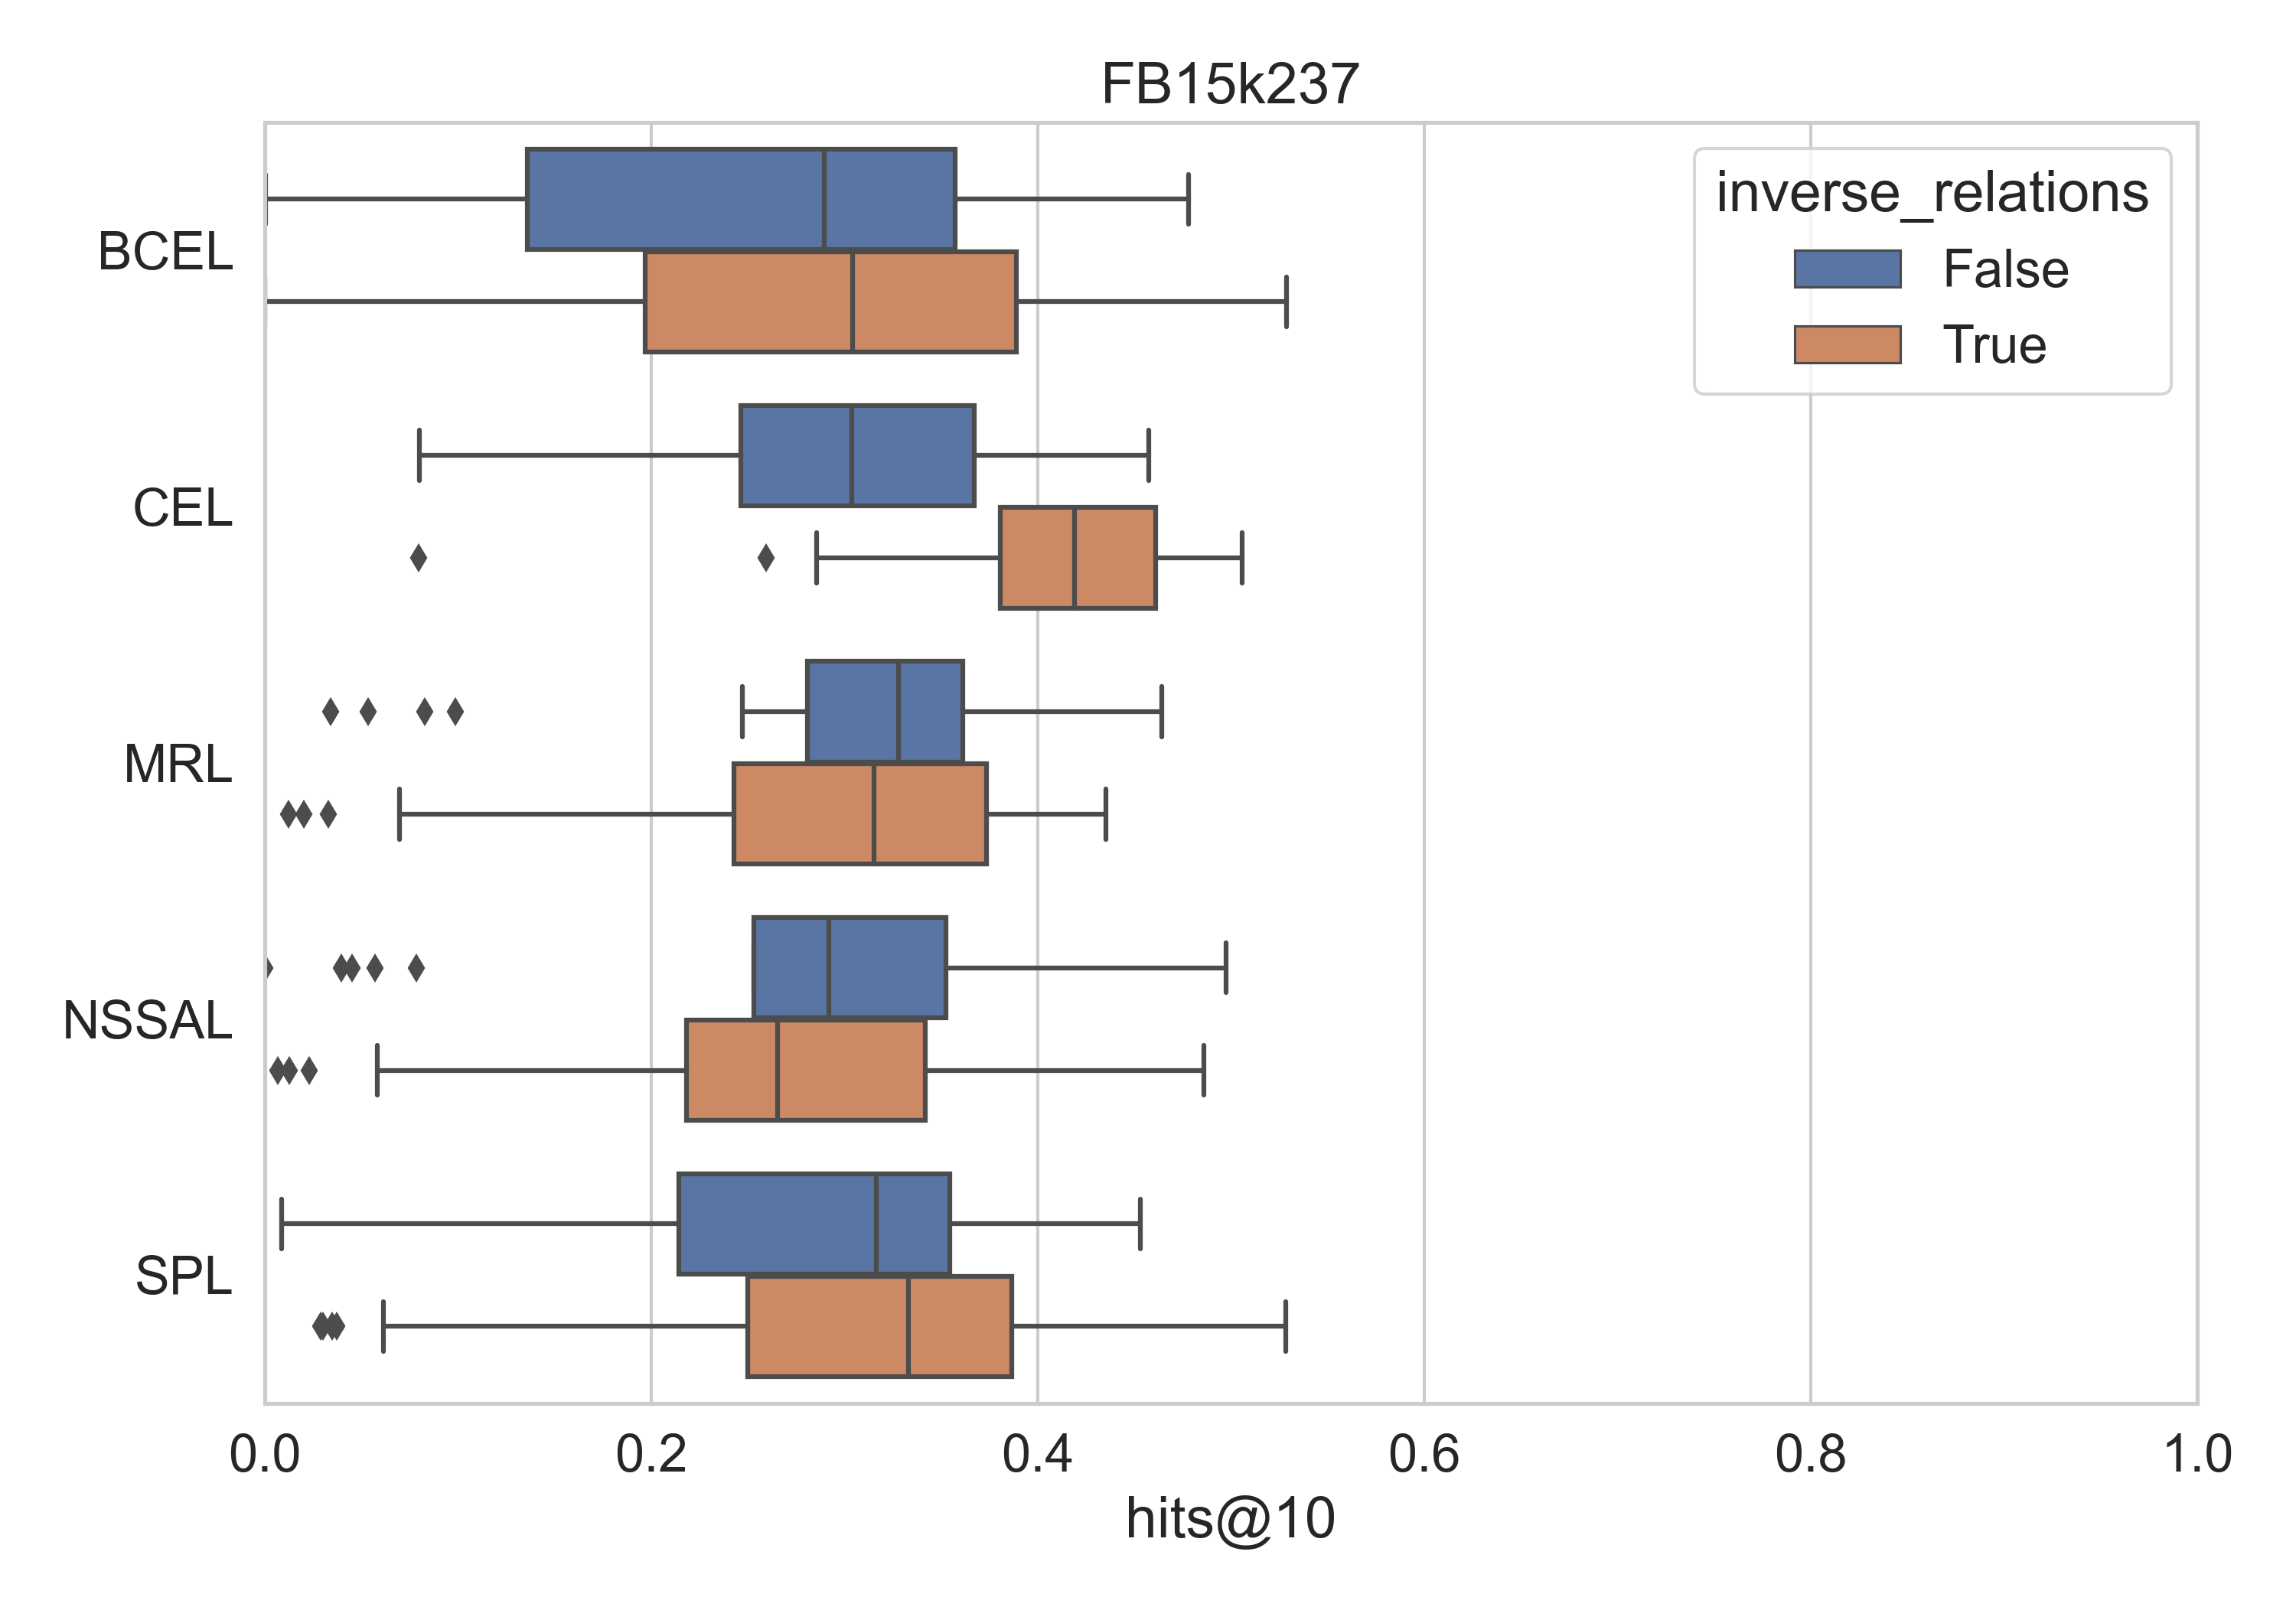 FB15k237
inverse_relations
False
True
BCEL
CEL
MRL
NSSAL
SPL
0.0 0.2 0.4 0.6 0.8 1.0
hits@10